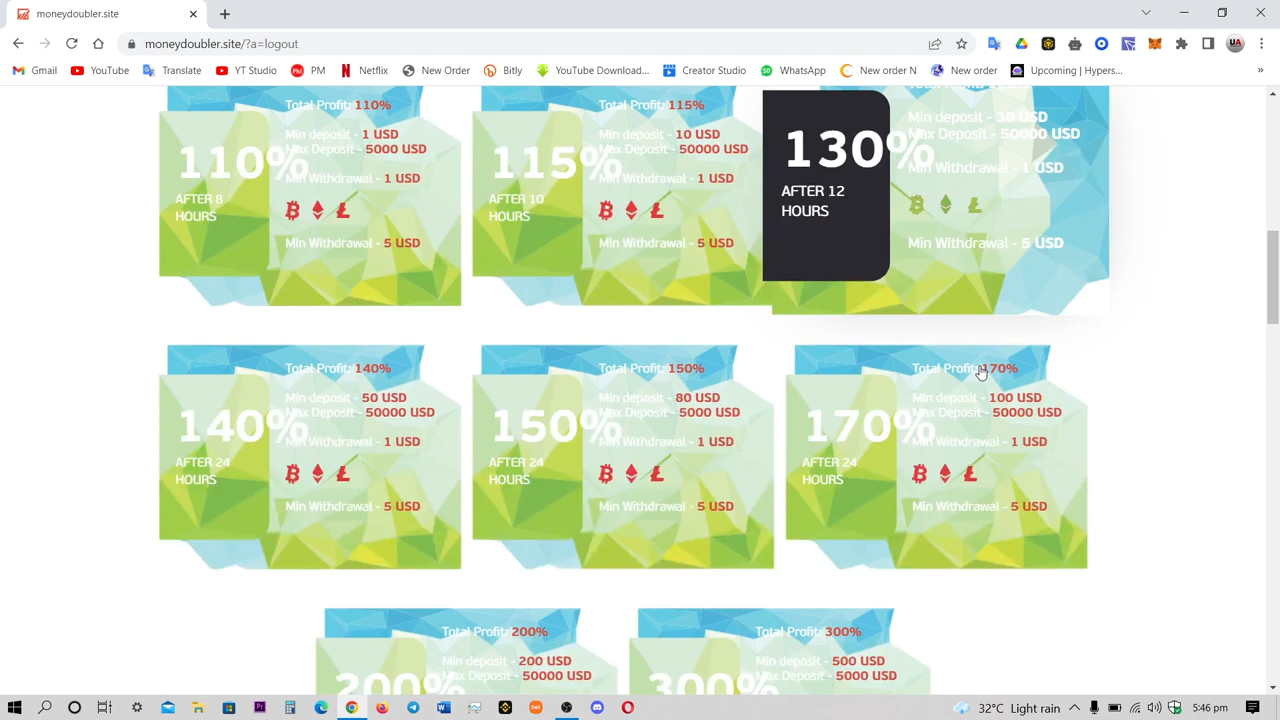 moneydoubler.site
moneydoubler.site/?a=logout
Gmail YouTube Translate YT Studio PM Netflix New Order Bitly YouTube Download... Creator Studio WhatsApp New order N New order Upcoming | Hypers... »
UA
Total Profit: 110%
Min deposit - 1 USD
Max Deposit - 5000 USD
110%
Min Withdrawal - 1 USD
AFTER 8
HOURS
Min Withdrawal - 5 USD
Total Profit: 115%
Min deposit - 10 USD
Max Deposit - 50000 USD
115%
Min Withdrawal - 1 USD
AFTER 10
HOURS
Min Withdrawal - 5 USD
Min deposit - 30 USD
Max Deposit - 50000 USD
130%
Min Withdrawal - 1 USD
AFTER 12
HOURS
Min Withdrawal - 5 USD
Total Profit: 140%
Min deposit - 50 USD
Max Deposit - 50000 USD
140%
Min Withdrawal - 1 USD
AFTER 24
HOURS
Min Withdrawal - 5 USD
Total Profit: 150%
Min deposit - 80 USD
Max Deposit - 5000 USD
150%
Min Withdrawal - 1 USD
AFTER 24
HOURS
Min Withdrawal - 5 USD
Total Profit: 170%
Min deposit - 100 USD
Max Deposit - 50000 USD
170%
Min Withdrawal - 1 USD
AFTER 24
HOURS
Min Withdrawal - 5 USD
Total Profit: 200%
Min deposit - 200 USD
Max Deposit - 50000 USD
200%
Total Profit: 300%
Min deposit - 500 USD
Max Deposit - 5000 USD
300%
32°C Light rain 5:46 pm